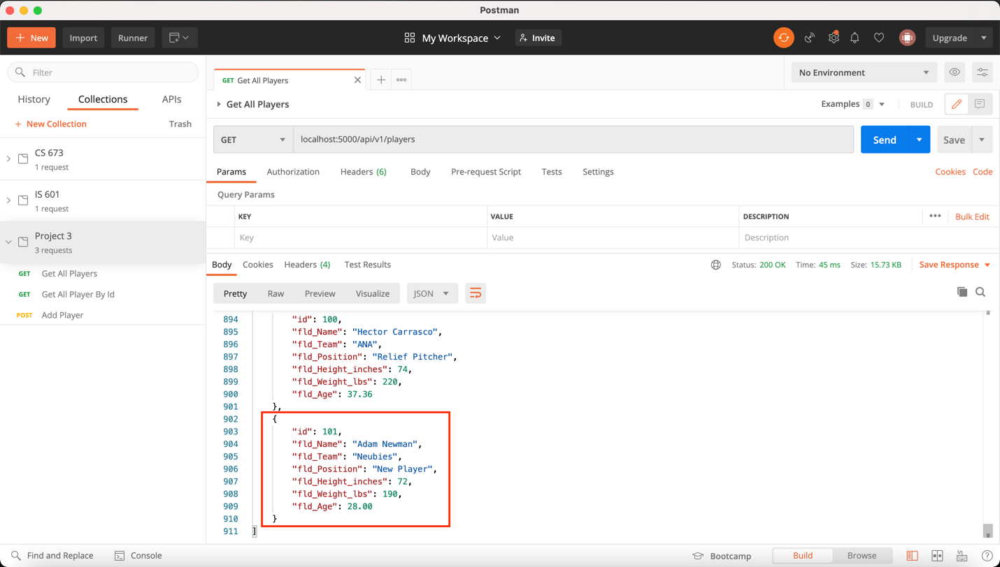 Postman
New Import Runner My Workspace Invite Upgrade
Filter
History Collections APIs
+ New Collection Trash
CS 673
1 request
IS 601
1 request
Project 3
3 requests
GET Get All Players
GET Get All Player By Id
POST Add Player
GET Get All Players
No Environment
Get All Players Examples 0 BUILD
GET localhost:5000/api/v1/players Send Save
Params Authorization Headers (6) Body Pre-request Script Tests Settings Cookies Code
Query Params
KEY VALUE DESCRIPTION Bulk Edit
Key Value Description
Body Cookies Headers (4) Test Results Status: 200 OK Time: 45 ms Size: 15.73 KB Save Response
Pretty Raw Preview Visualize JSON
894 "id": 100,
895 "fld_Name": "Hector Carrasco",
896 "fld_Team": "ANA",
897 "fld_Position": "Relief Pitcher",
898 "fld_Height_inches": 74,
899 "fld_Weight_lbs": 220,
900 "fld_Age": 37.36
901 },
902 {
903 "id": 101,
904 "fld_Name": "Adam Newman",
905 "fld_Team": "Neubies",
906 "fld_Position": "New Player",
907 "fld_Height_inches": 72,
908 "fld_Weight_lbs": 190,
909 "fld_Age": 28.00
910 }
911 ]
Find and Replace Console Bootcamp Build Browse